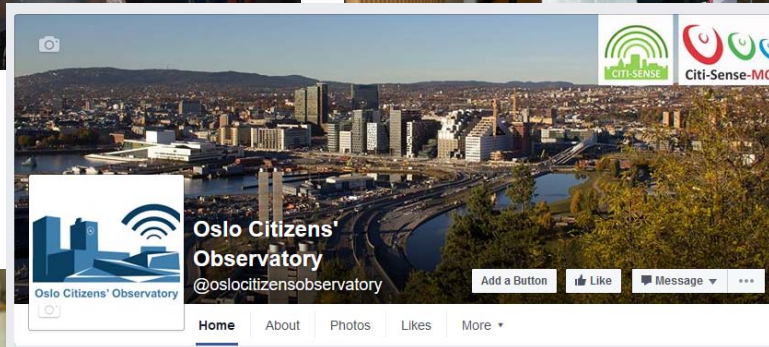 CITI-SENSE
Citi-Sense-MO
Oslo Citizens' Observatory
Oslo Citizens'
Observatory
@oslocitizensobservatory
Add a Button
Like
Message
Home
About
Photos
Likes
More